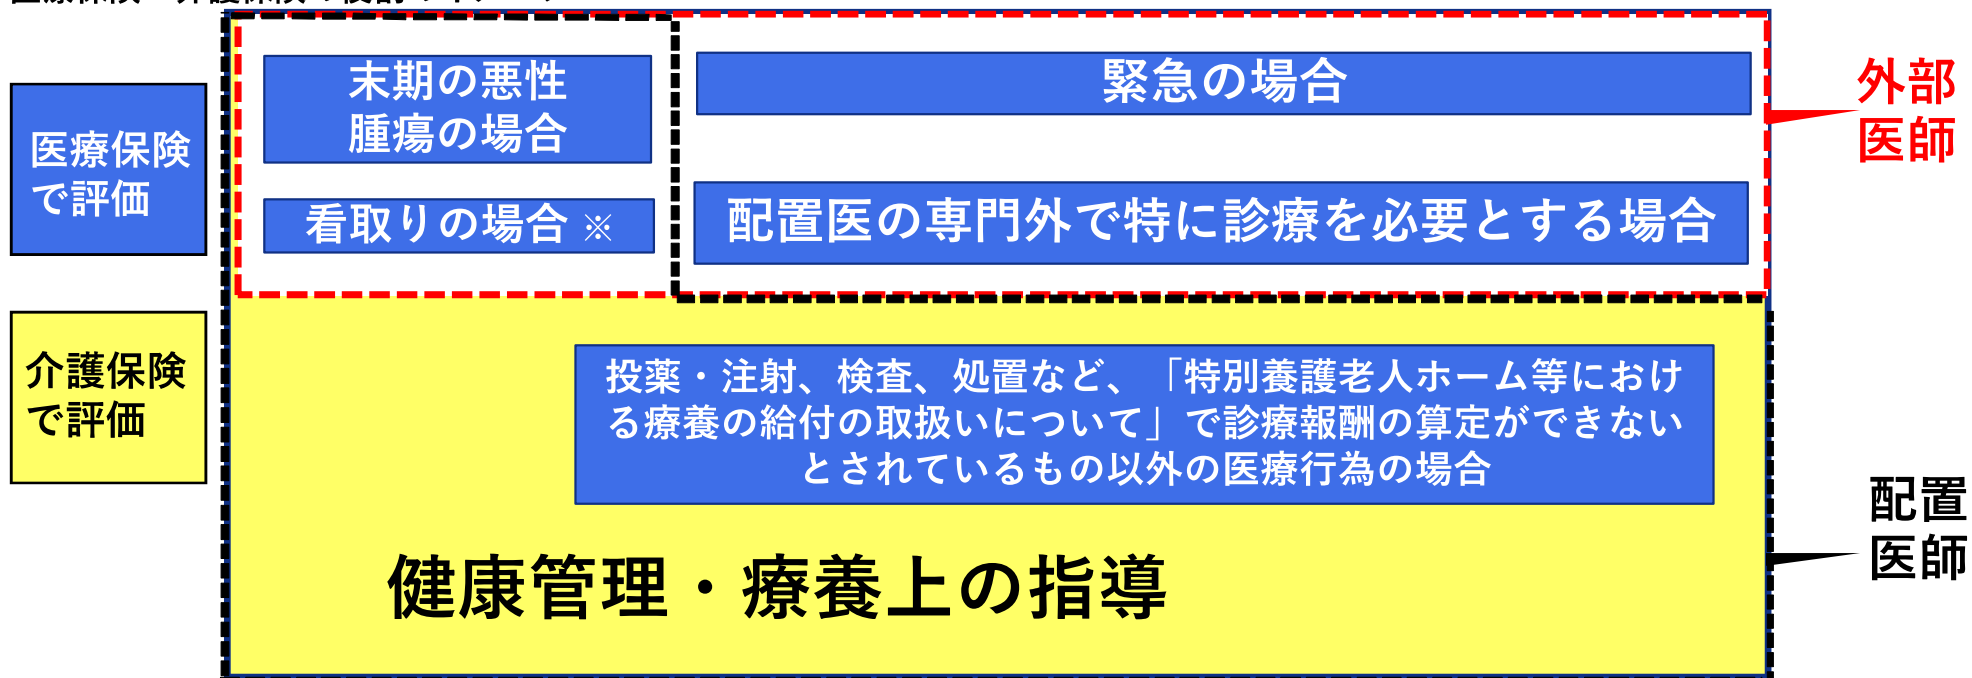 末期の悪性
腫瘍の場合
緊急の場合
外部
医師
医療保険
で評価
看取りの場合 ※
配置医の専門外で特に診療を必要とする場合
介護保険
で評価
投薬・注射、検査、処置など、「特別養護老人ホーム等におけ
る療養の給付の取扱いについて」で診療報酬の算定ができない
とされているもの以外の医療行為の場合
配置
医師
健康管理・療養上の指導